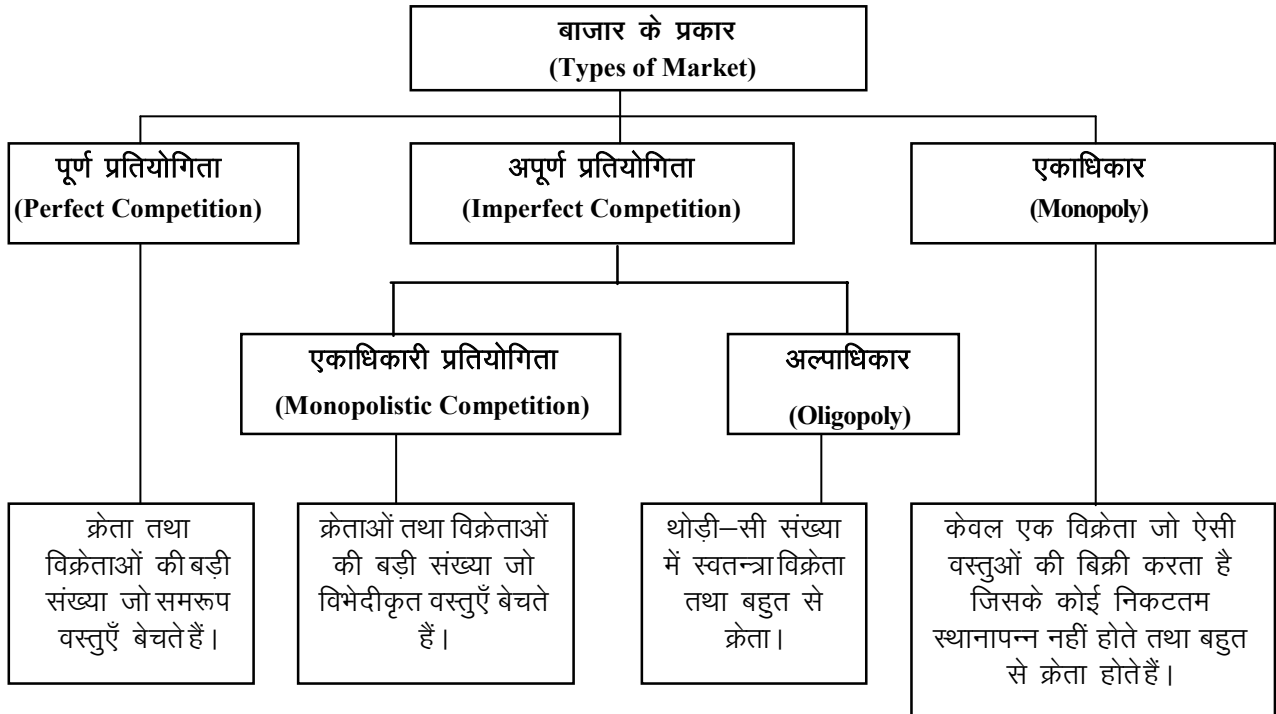 बाजार के प्रकार
(Types of Market)
पूर्ण प्रतियोगिता
(Perfect Competition)
अपूर्ण प्रतियोगिता
(Imperfect Competition)
एकाधिकार
(Monopoly)
एकाधिकारी प्रतियोगिता
(Monopolistic Competition)
अल्पाधिकार
(Oligopoly)
क्रेता तथा
विक्रेताओं की बड़ी
संख्या जो समरूप
वस्तुएँ बेचते हैं।
क्रेताओं तथा विक्रेताओं
की बड़ी संख्या जो
विभेदीकृत वस्तुएँ बेचते
हैं।
थोड़ी–सी संख्या
में स्वतन्त्रा विक्रेता
तथा बहुत से
क्रेता।
केवल एक विक्रेता जो ऐसी
वस्तुओं की बिक्री करता है
जिसके कोई निकटतम
स्थानापन्न नहीं होते तथा बहुत
से क्रेता होते हैं।